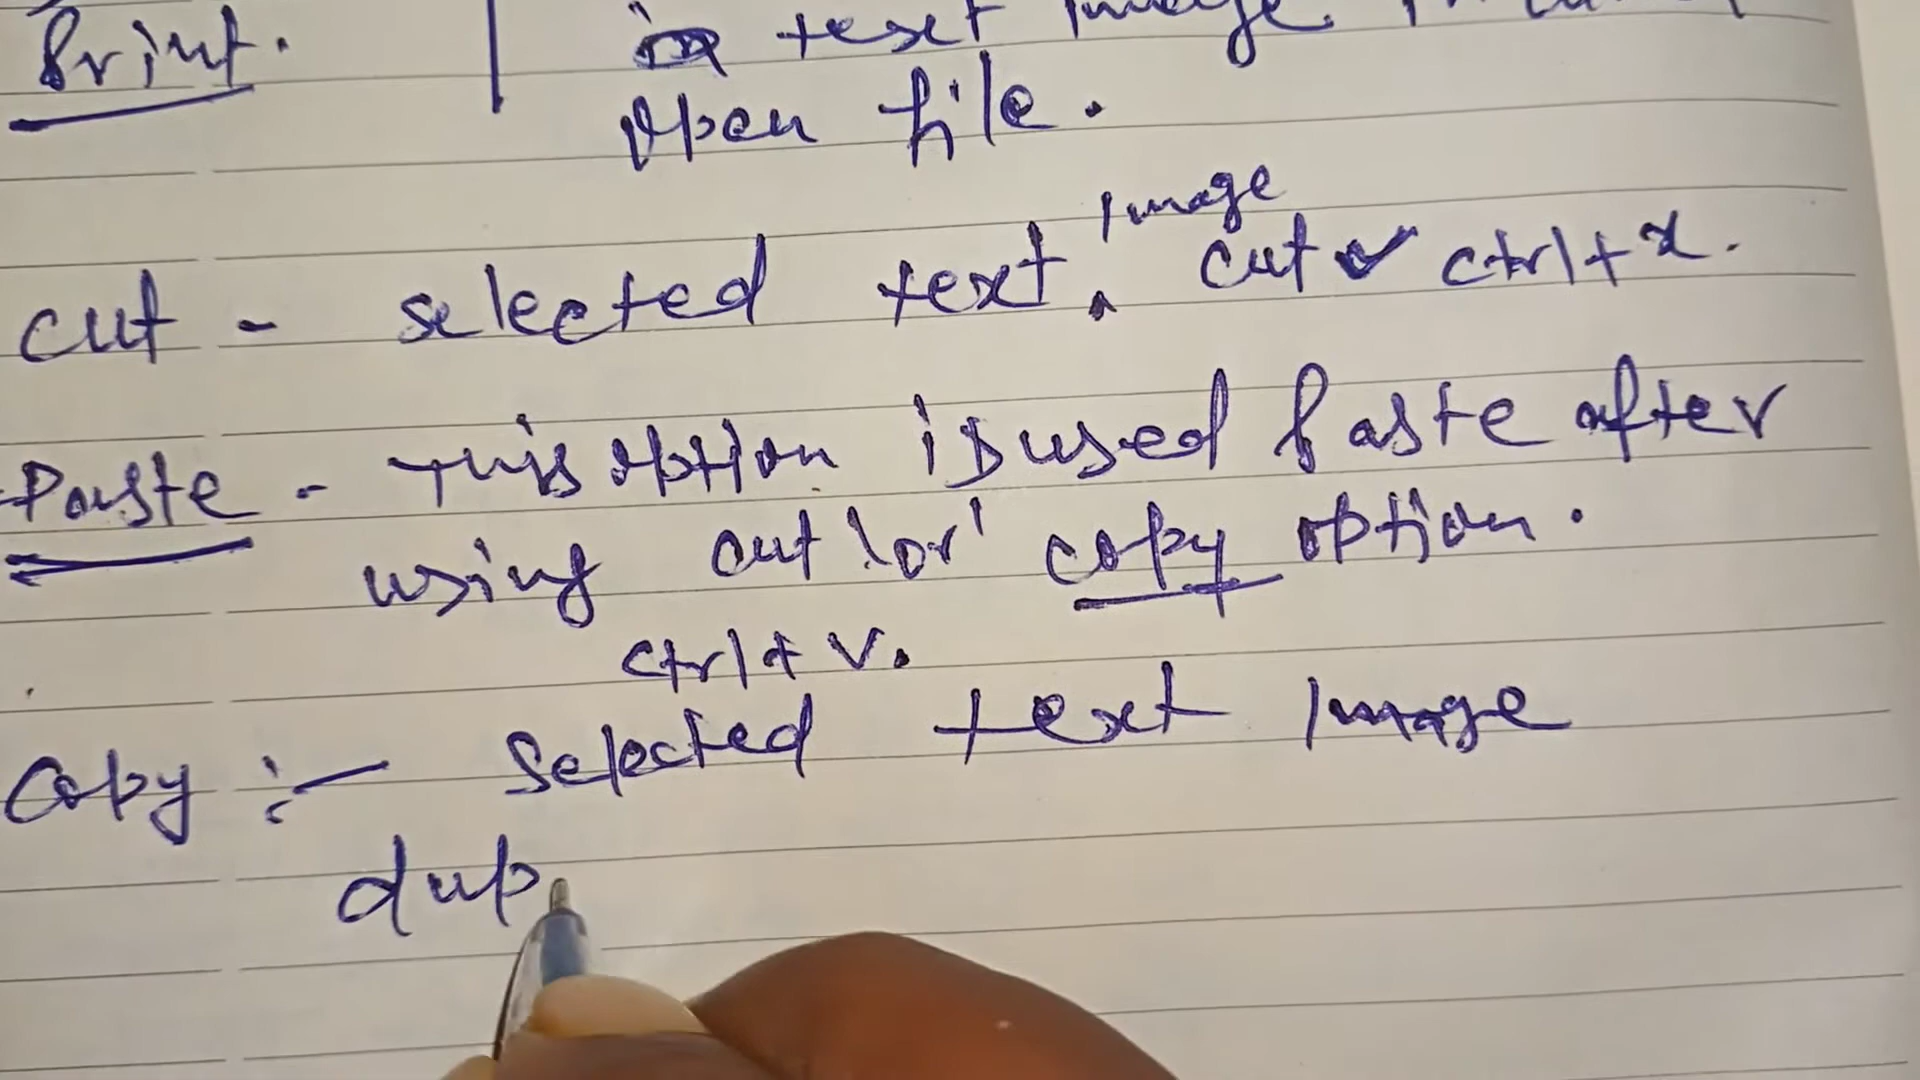 Print.
text Image
open file.
Image
cut - selected text. cut ctrl+x.
Paste - This option is used Paste after
using cut 'or' copy option.
ctrl+v.
Copy :- Selected text Image
dup